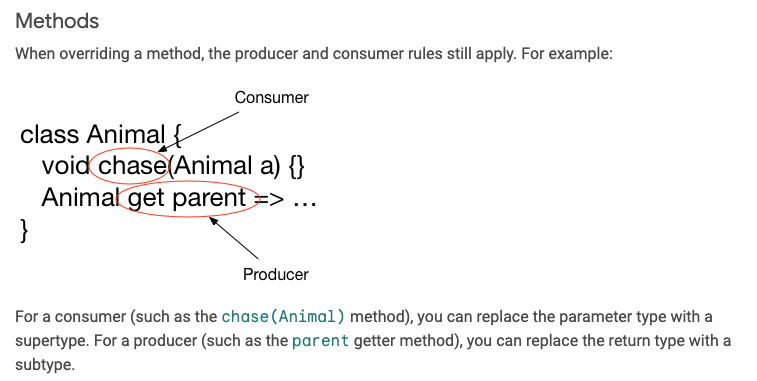 Methods
When overriding a method, the producer and consumer rules still apply. For example:
Consumer
class Animal {
void chase(Animal a) {}
Animal get parent => ...
}
Producer
For a consumer (such as the chase(Animal) method), you can replace the parameter type with a
supertype. For a producer (such as the parent getter method), you can replace the return type with a
subtype.